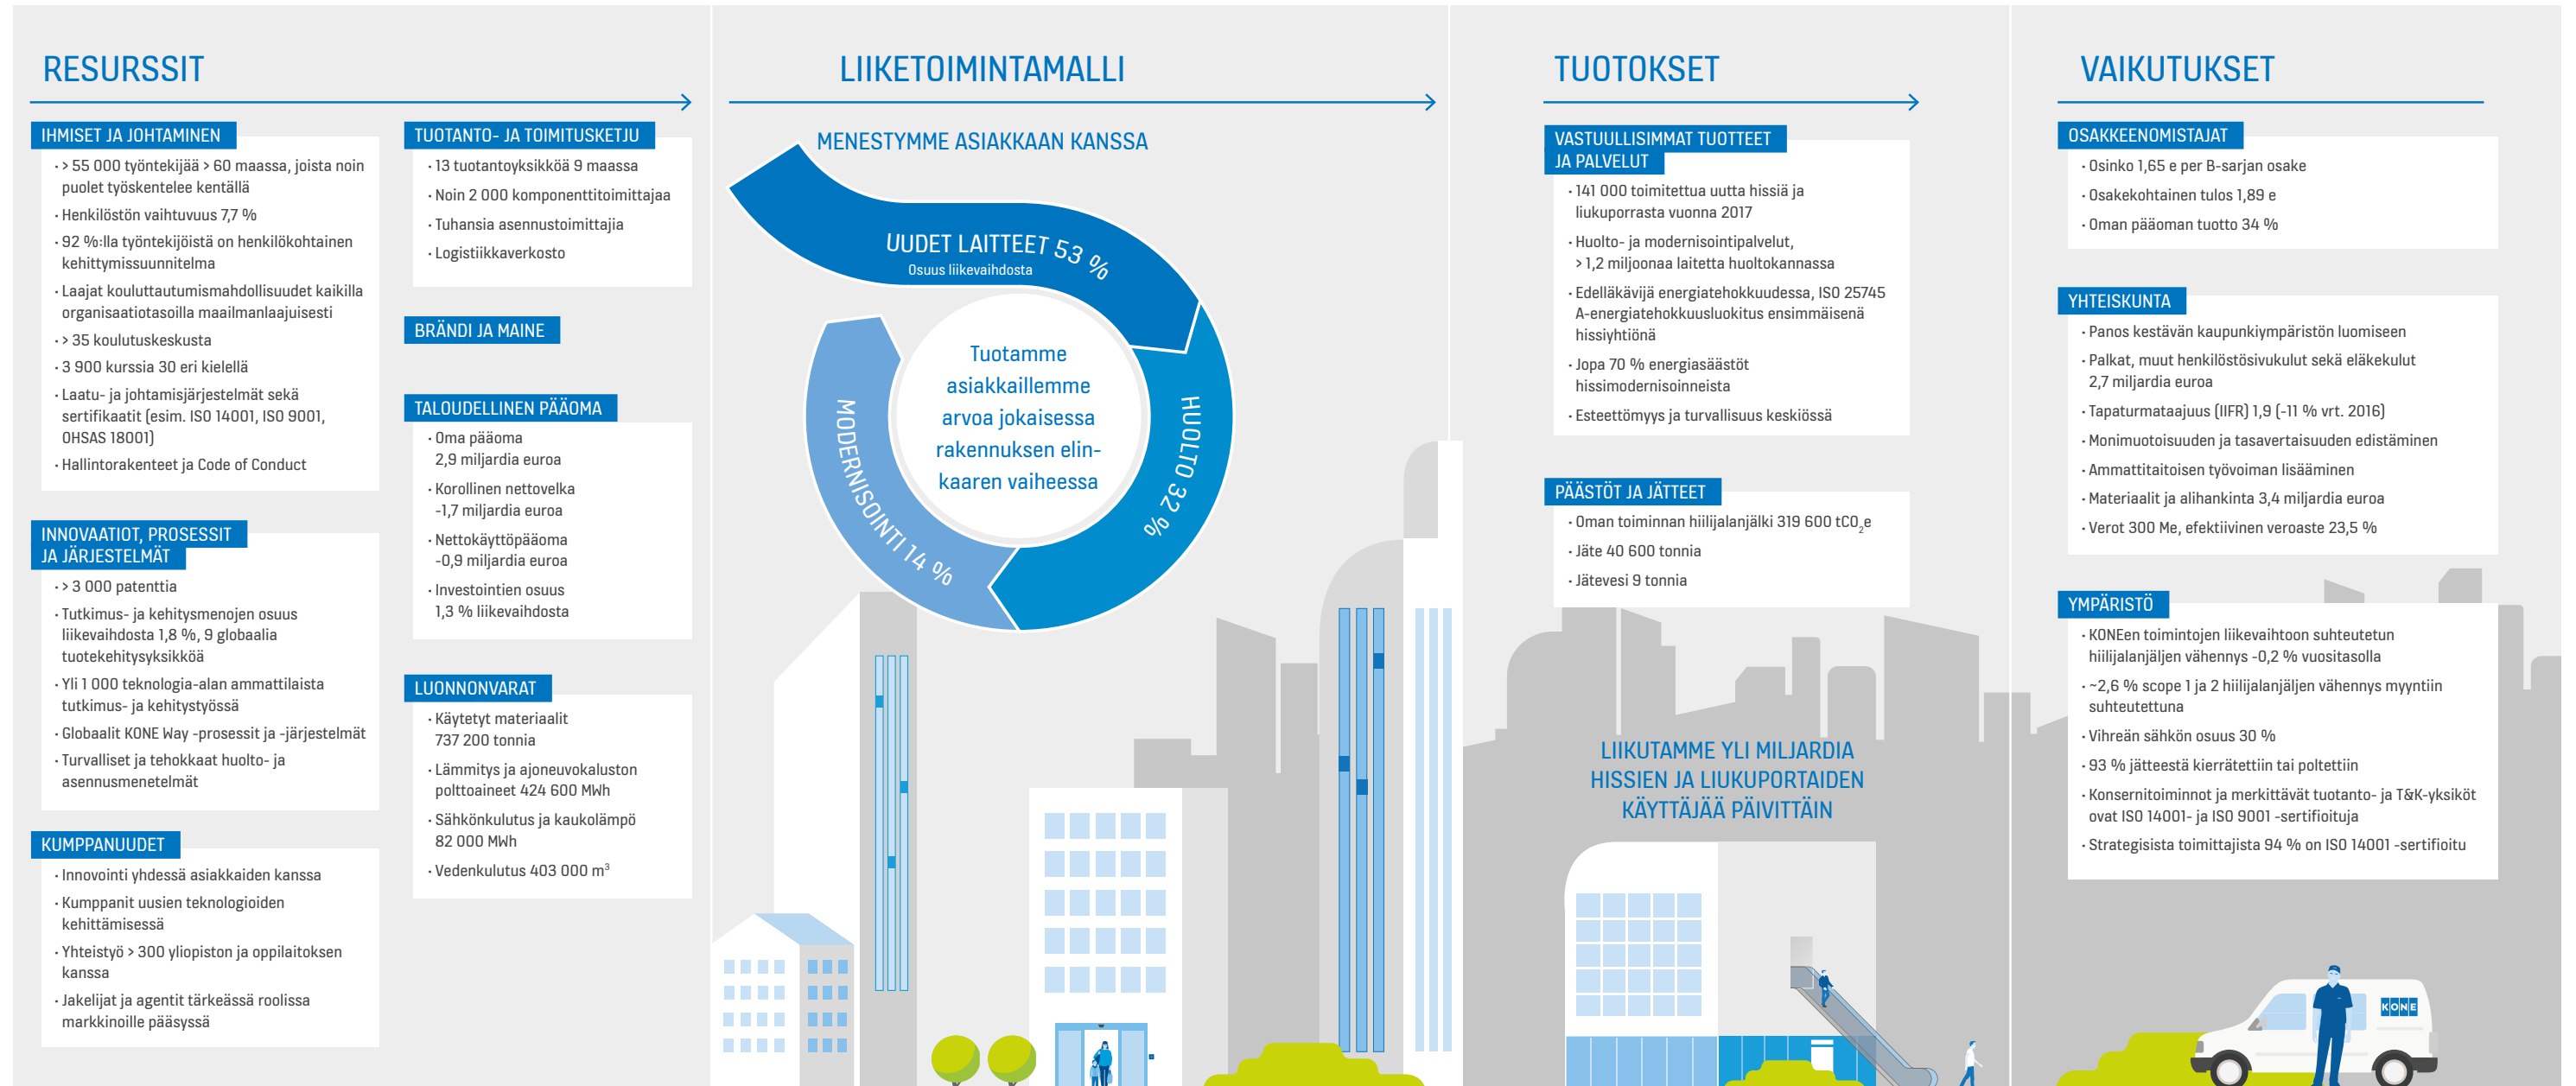 RESURSSIT
IHMISET JA JOHTAMINEN
· > 55 000 työntekijää > 60 maassa, joista noin
puolet työskentelee kentällä
· Henkilöstön vaihtuvuus 7,7 %
· 92 %:lla työntekijöistä on henkilökohtainen
kehittymissuunnitelma
· Laajat kouluttautumismahdollisuudet kaikilla
organisaatiotasoilla maailmanlaajuisesti
· > 35 koulutuskeskusta
· 3 900 kurssia 30 eri kielellä
· Laatu- ja johtamisjärjestelmät sekä
sertifikaatit (esim. ISO 14001, ISO 9001,
OHSAS 18001)
· Hallintorakenteet ja Code of Conduct
INNOVAATIOT, PROSESSIT
JA JÄRJESTELMÄT
· > 3 000 patenttia
· Tutkimus- ja kehitysmenojen osuus
liikevaihdosta 1,8 %, 9 globaalia
tuotekehitysyksikköä
· Yli 1 000 teknologia-alan ammattilaista
tutkimus- ja kehitystyössä
· Globaalit KONE Way -prosessit ja -järjestelmät
· Turvalliset ja tehokkaat huolto- ja
asennusmenetelmät
KUMPPANUUDET
· Innovointi yhdessä asiakkaiden kanssa
· Kumppanit uusien teknologioiden
kehittämisessä
· Yhteistyö > 300 yliopiston ja oppilaitoksen
kanssa
· Jakelijat ja agentit tärkeässä roolissa
markkinoille pääsyssä
TUOTANTO- JA TOIMITUSKETJU
· 13 tuotantoyksikköä 9 maassa
· Noin 2 000 komponenttitoimittajaa
· Tuhansia asennustoimittajia
· Logistiikkaverkosto
BRÄNDI JA MAINE
TALOUDELLINEN PÄÄOMA
· Oma pääoma
2,9 miljardia euroa
· Korollinen nettovelka
-1,7 miljardia euroa
· Nettokäyttöpääoma
-0,9 miljardia euroa
· Investointien osuus
1,3 % liikevaihdosta
LUONNONVARAT
· Käytetyt materiaalit
737 200 tonnia
· Lämmitys ja ajoneuvokaluston
polttoaineet 424 600 MWh
· Sähkönkulutus ja kaukolämpö
82 000 MWh
· Vedenkulutus 403 000 m³
LIIKETOIMINTAMALLI
MENESTYMME ASIAKKAAN KANSSA
UUDET LAITTEET 53 %
Osuus liikevaihdosta
HUOLTO 32 %
MODERNISOINTI 14 %
Tuotamme
asiakkaillemme
arvoa jokaisessa
rakennuksen elin-
kaaren vaiheessa
TUOTOKSET
VASTUULLISIMMAT TUOTTEET
JA PALVELUT
· 141 000 toimitettua uutta hissiä ja
liukuporrasta vuonna 2017
· Huolto- ja modernisointipalvelut,
> 1,2 miljoonaa laitetta huoltokannassa
· Edelläkävijä energiatehokkuudessa, ISO 25745
A-energiatehokkuusluokitus ensimmäisenä
hissiyhtiönä
· Jopa 70 % energiasäästöt
hissimodernisoinneista
· Esteettömyys ja turvallisuus keskiössä
PÄÄSTÖT JA JÄTTEET
· Oman toiminnan hiilijalanjälki 319 600 tCO₂e
· Jäte 40 600 tonnia
· Jätevesi 9 tonnia
LIIKUTAMME YLI MILJARDIA
HISSIEN JA LIUKUPORTAIDEN
KÄYTTÄJÄÄ PÄIVITTÄIN
VAIKUTUKSET
OSAKKEENOMISTAJAT
· Osinko 1,65 e per B-sarjan osake
· Osakekohtainen tulos 1,89 e
· Oman pääoman tuotto 34 %
YHTEISKUNTA
· Panos kestävän kaupunkiympäristön luomiseen
· Palkat, muut henkilöstösivukulut sekä eläkekulut
2,7 miljardia euroa
· Tapaturmataajuus (IIFR) 1,9 (-11 % vrt. 2016)
· Monimuotoisuuden ja tasavertaisuuden edistäminen
· Ammattitaitoisen työvoiman lisääminen
· Materiaalit ja alihankinta 3,4 miljardia euroa
· Verot 300 Me, efektiivinen veroaste 23,5 %
YMPÄRISTÖ
· KONEen toimintojen liikevaihtoon suhteutetun
hiilijalanjäljen vähennys -0,2 % vuositasolla
· ~2,6 % scope 1 ja 2 hiilijalanjäljen vähennys myyntiin
suhteutettuna
· Vihreän sähkön osuus 30 %
· 93 % jätteestä kierrätettiin tai poltettiin
· Konsernitoiminnot ja merkittävät tuotanto- ja T&K-yksiköt
ovat ISO 14001- ja ISO 9001 -sertifioituja
· Strategisista toimittajista 94 % on ISO 14001 -sertifioitu
KONE